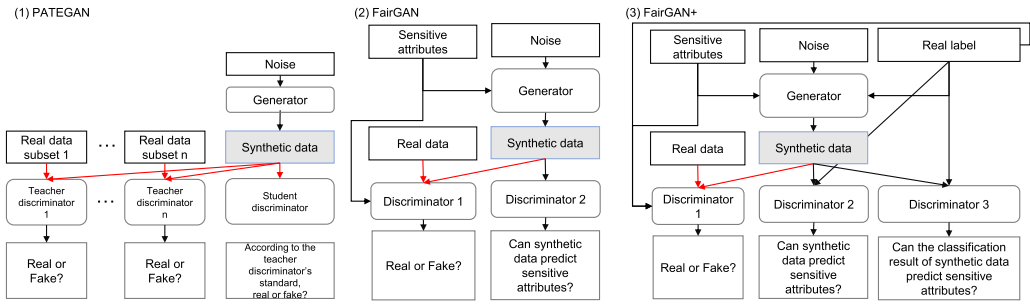 (1) PATEGAN
Noise
Generator
Real data
subset 1
...
Real data
subset n
Synthetic data
Teacher
discriminator
1
...
Teacher
discriminator
n
Student
discriminator
Real or
Fake?
Real or
Fake?
According to the
teacher
discriminator's
standard,
real or fake?
(2) FairGAN
Sensitive
attributes
Noise
Generator
Real data
Synthetic data
Discriminator 1
Discriminator 2
Real or Fake?
Can synthetic
data predict
sensitive
attributes?
(3) FairGAN+
Sensitive
attributes
Noise
Real label
Generator
Real data
Synthetic data
Discriminator
1
Discriminator 2
Discriminator 3
Real or Fake?
Can synthetic
data predict
sensitive
attributes?
Can the classification
result of synthetic data
predict sensitive
attributes?